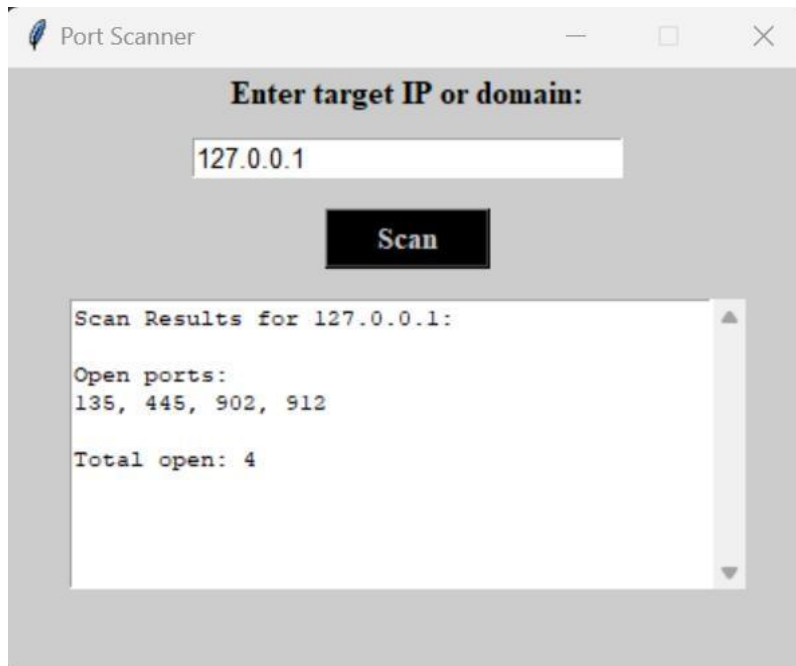 Port Scanner
Enter target IP or domain:
127.0.0.1
Scan
Scan Results for 127.0.0.1:
Open ports:
135, 445, 902, 912
Total open: 4